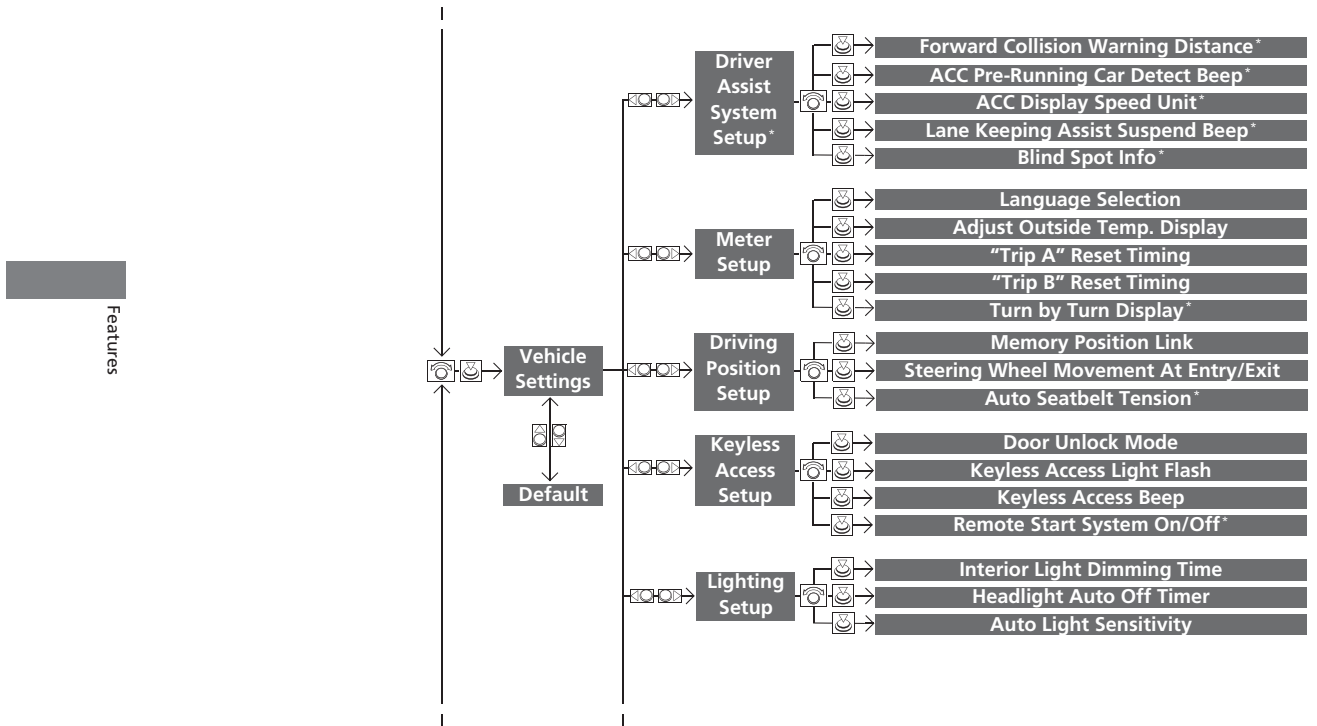 Features
Vehicle
Settings
Default
Driver
Assist
System
Setup*
Forward Collision Warning Distance*
ACC Pre-Running Car Detect Beep*
ACC Display Speed Unit*
Lane Keeping Assist Suspend Beep*
Blind Spot Info*
Meter
Setup
Language Selection
Adjust Outside Temp. Display
“Trip A” Reset Timing
“Trip B” Reset Timing
Turn by Turn Display*
Driving
Position
Setup
Memory Position Link
Steering Wheel Movement At Entry/Exit
Auto Seatbelt Tension*
Keyless
Access
Setup
Door Unlock Mode
Keyless Access Light Flash
Keyless Access Beep
Remote Start System On/Off*
Lighting
Setup
Interior Light Dimming Time
Headlight Auto Off Timer
Auto Light Sensitivity